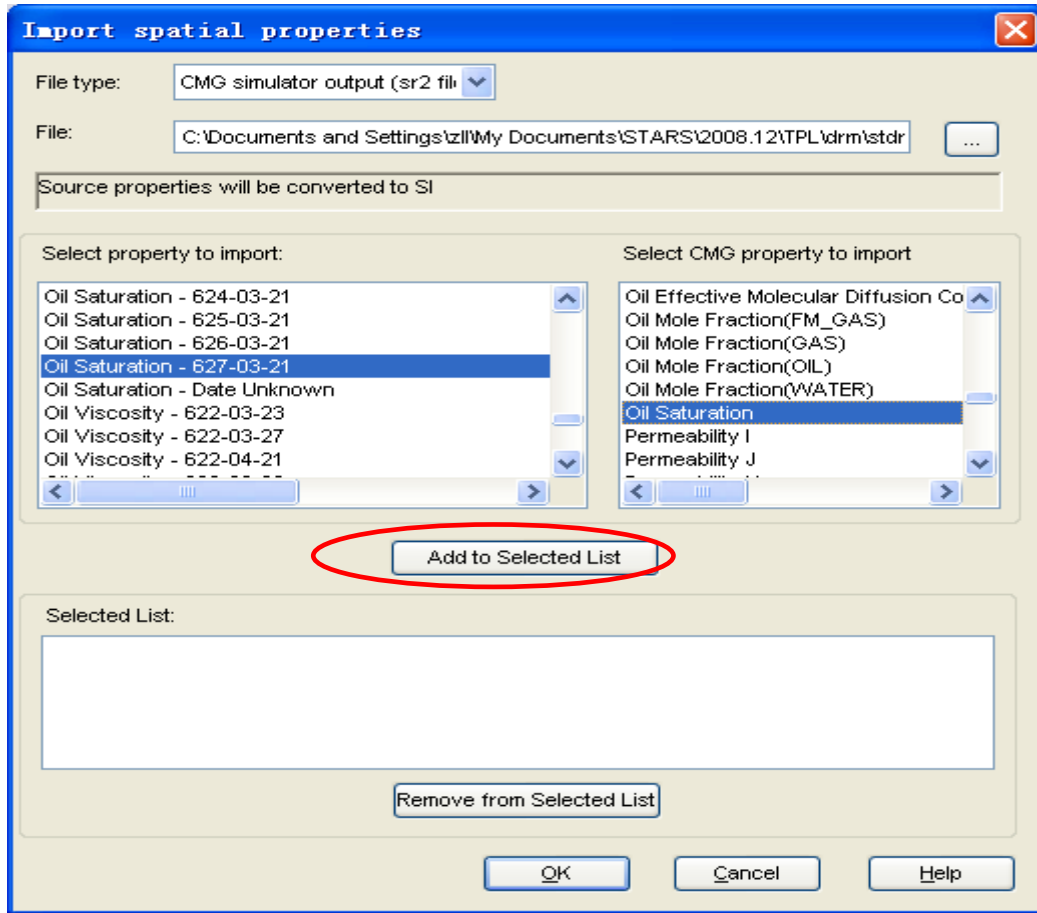 Import spatial properties
File type:
CMG simulator output (sr2 file
File:
C:\Documents and Settings\zll\My Documents\STARS\2008.12\TPL\drm\stdr
...
Source properties will be converted to SI
Select property to import:
Oil Saturation - 624-03-21
Oil Saturation - 625-03-21
Oil Saturation - 626-03-21
Oil Saturation - 627-03-21
Oil Saturation - Date Unknown
Oil Viscosity - 622-03-23
Oil Viscosity - 622-03-27
Oil Viscosity - 622-04-21
Select CMG property to import
Oil Effective Molecular Diffusion Co
Oil Mole Fraction(FM_GAS)
Oil Mole Fraction(GAS)
Oil Mole Fraction(OIL)
Oil Mole Fraction(WATER)
Oil Saturation
Permeability I
Permeability J
Add to Selected List
Selected List:
Remove from Selected List
OK
Cancel
Help